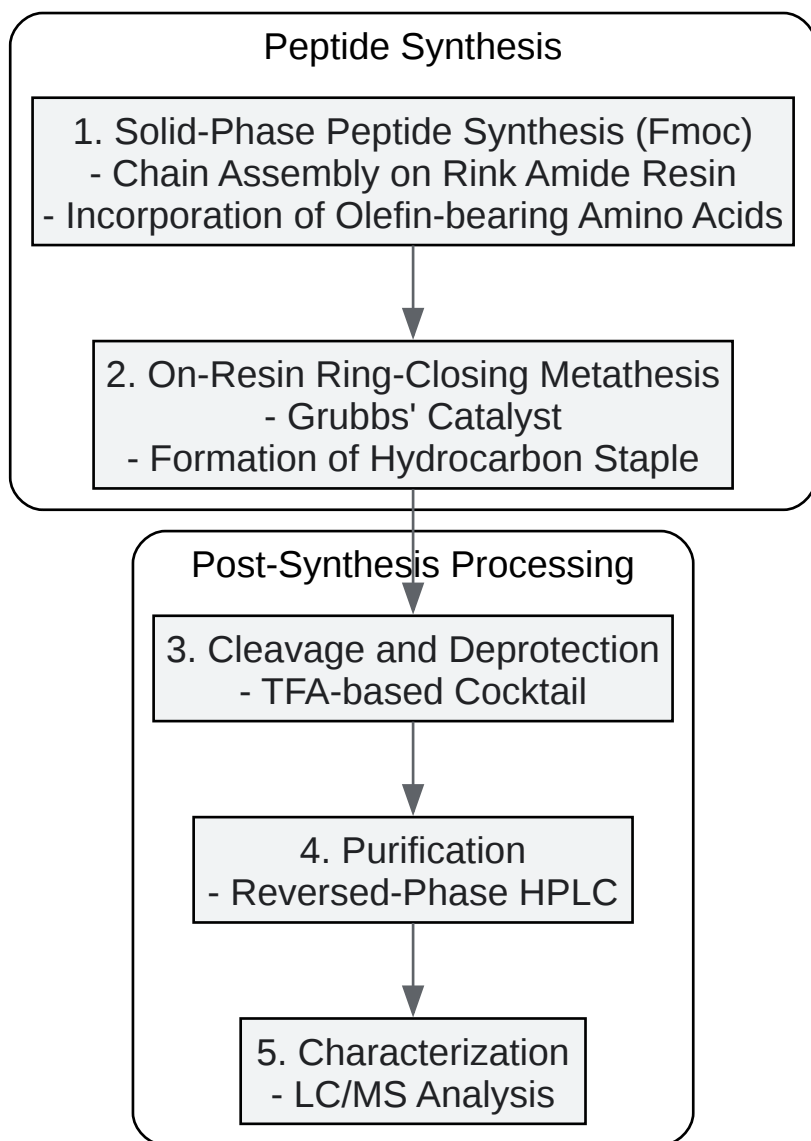 Peptide Synthesis
1. Solid-Phase Peptide Synthesis (Fmoc)
- Chain Assembly on Rink Amide Resin
- Incorporation of Olefin-bearing Amino Acids
2. On-Resin Ring-Closing Metathesis
- Grubbs' Catalyst
- Formation of Hydrocarbon Staple
Post-Synthesis Processing
3. Cleavage and Deprotection
- TFA-based Cocktail
4. Purification
- Reversed-Phase HPLC
5. Characterization
- LC/MS Analysis